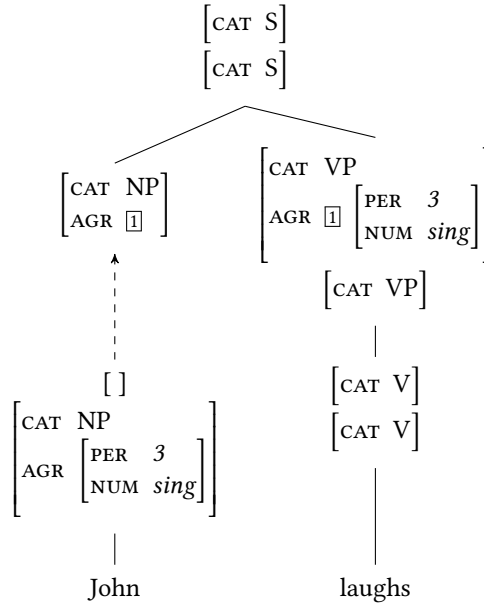 [CAT S]
[CAT S]
[CAT NP
AGR 1]
[CAT VP
AGR 1 [PER 3
NUM sing]]
[CAT VP]
[ ]
[CAT NP
AGR [PER 3
NUM sing]]
[CAT V]
[CAT V]
John
laughs